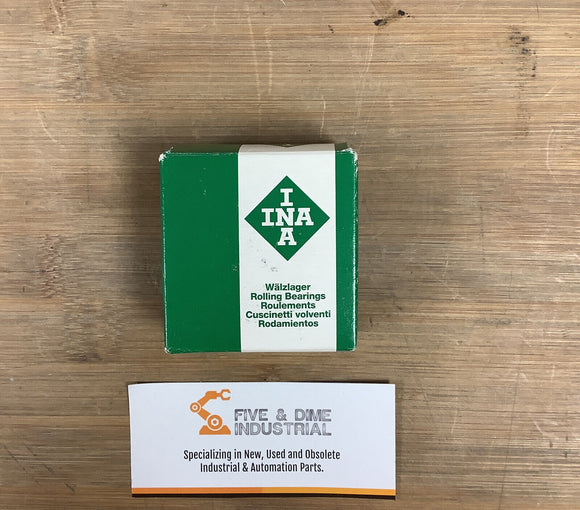 I
INA
A
Wälzlager
Rolling Bearings
Roulements
Cuscinetti volventi
Rodamientos
FIVE & DIME
INDUSTRIAL
Specializing in New, Used and Obsolete
Industrial & Automation Parts.